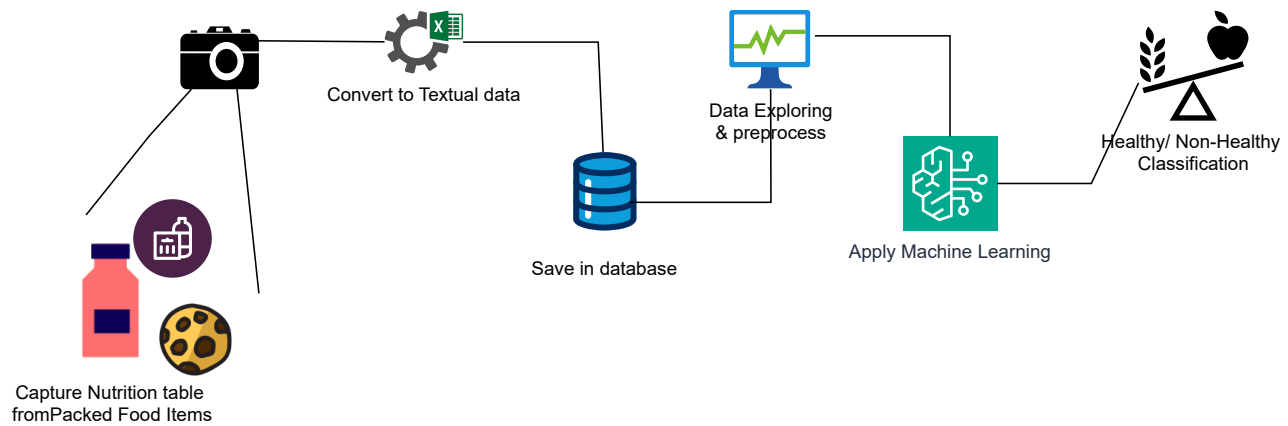 X
Convert to Textual data
Data Exploring
& preprocess
Healthy/ Non-Healthy
Classification
Save in database
Apply Machine Learning
Capture Nutrition table
fromPacked Food Items